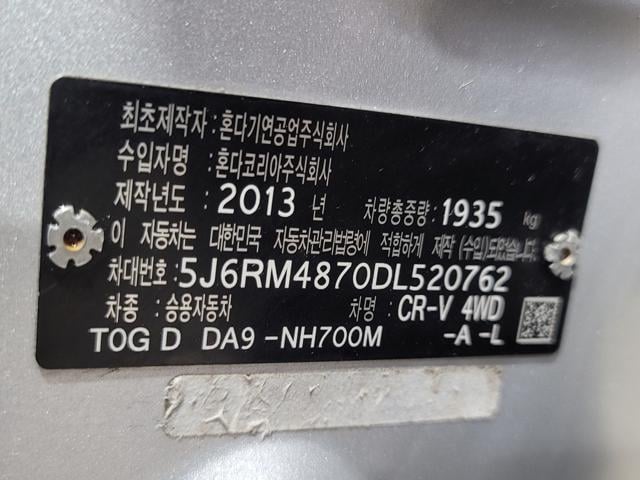 최초제작자 : 혼다기연공업주식회사
수입자명 : 혼다코리아주식회사
제작년도 : 2013 년 차량총중량 : 1935 kg
이 자동차는 대한민국 자동차관리법령에 적합하게 제작 (수입) 되었습니다.
차대번호 : 5J6RM4870DL520762
차종 : 승용자동차 차명 : CR-V 4WD
TOG D DA9 -NH700M -A -L